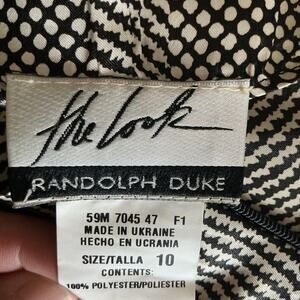 the look
RANDOLPH DUKE
59M 7045 47 F1
MADE IN UKRAINE
HECHO EN UCRANIA
SIZE/TALLA 10
CONTENTS:
100% POLYESTER/POLIESTER